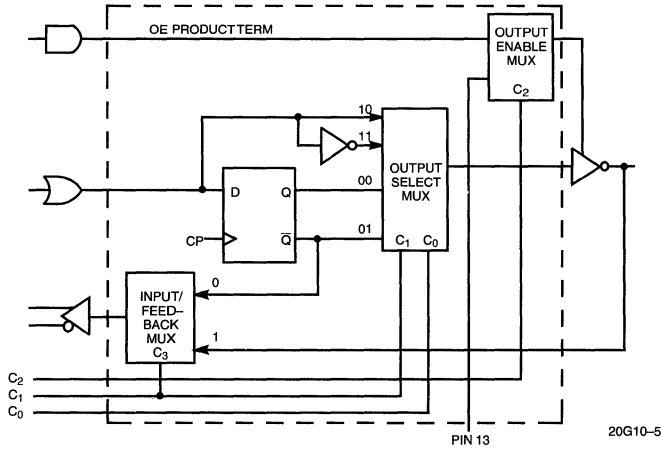 OE PRODUCT TERM
OUTPUT
ENABLE
MUX
C2
10
11
OUTPUT
SELECT
MUX
C1 C0
D Q
00
CP
Q̅
01
0
INPUT/
FEED–
BACK
MUX
C3
1
C2
C1
C0
PIN 13
20G10–5